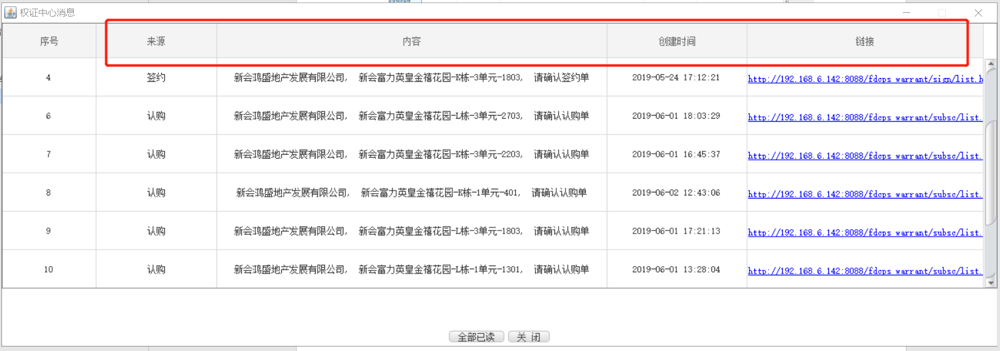 权证中心消息
序号 来源 内容 创建时间 链接
4 签约 新会鸿盛地产发展有限公司, 新会富力英皇金禧花园-K栋-3单元-1803, 请确认签约单 2019-05-24 17:12:21 http://192.168.6.142:8088/fdcps_warrant/sign/list.h
6 认购 新会鸿盛地产发展有限公司, 新会富力英皇金禧花园-L栋-3单元-2703, 请确认认购单 2019-06-01 18:03:29 http://192.168.6.142:8088/fdcps_warrant/subsc/list.
7 认购 新会鸿盛地产发展有限公司, 新会富力英皇金禧花园-K栋-3单元-2203, 请确认认购单 2019-06-01 16:45:37 http://192.168.6.142:8088/fdcps_warrant/subsc/list.
8 认购 新会鸿盛地产发展有限公司, 新会富力英皇金禧花园-K栋-1单元-401, 请确认认购单 2019-06-02 12:43:06 http://192.168.6.142:8088/fdcps_warrant/subsc/list.
9 认购 新会鸿盛地产发展有限公司, 新会富力英皇金禧花园-L栋-3单元-1803, 请确认认购单 2019-06-01 17:21:13 http://192.168.6.142:8088/fdcps_warrant/subsc/list.
10 认购 新会鸿盛地产发展有限公司, 新会富力英皇金禧花园-L栋-1单元-1301, 请确认认购单 2019-06-01 13:28:04 http://192.168.6.142:8088/fdcps_warrant/subsc/list.
全部已读 关 闭